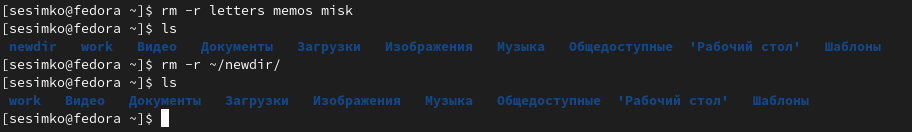 [sesimko@fedora ~]$ rm -r letters memos misk
[sesimko@fedora ~]$ ls
newdir work Видео Документы Загрузки Изображения Музыка Общедоступные 'Рабочий стол' Шаблоны
[sesimko@fedora ~]$ rm -r ~/newdir/
[sesimko@fedora ~]$ ls
work Видео Документы Загрузки Изображения Музыка Общедоступные 'Рабочий стол' Шаблоны
[sesimko@fedora ~]$